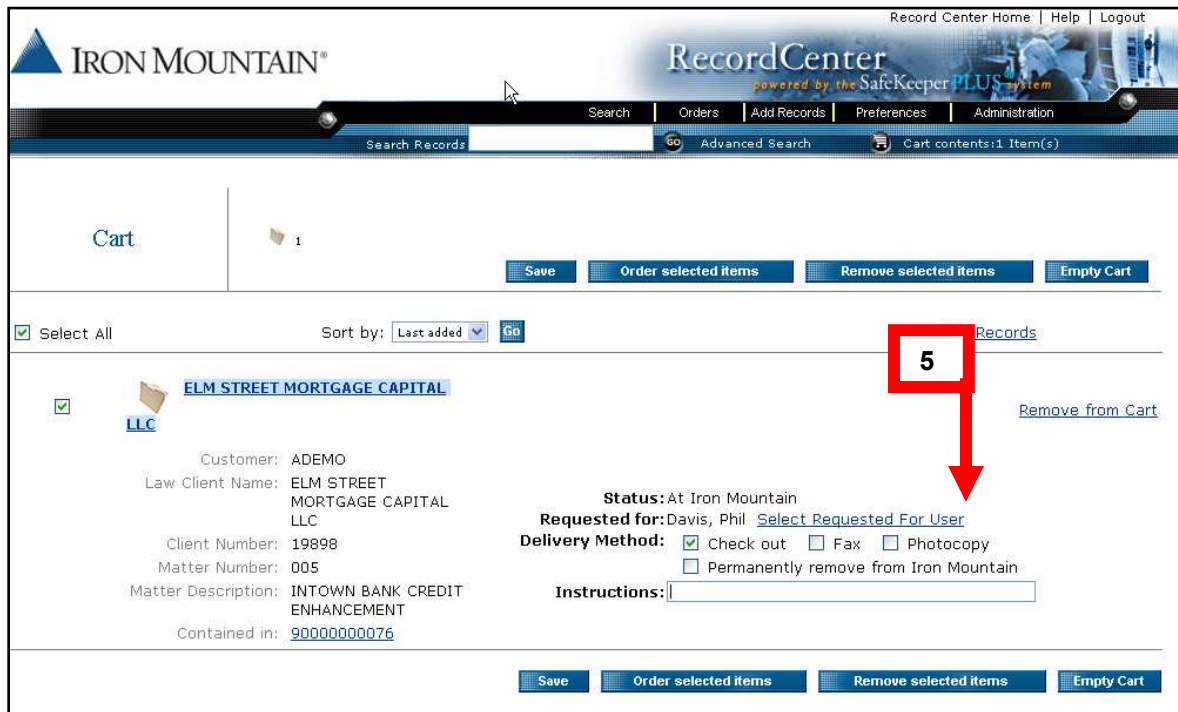 Record Center Home | Help | Logout
IRON MOUNTAIN®
RecordCenter
powered by the SafeKeeper PLUS® system
Search | Orders | Add Records | Preferences | Administration
Search Records GO Advanced Search Cart contents:1 Item(s)
Cart 1
Save Order selected items Remove selected items Empty Cart
Select All Sort by: Last added Go Records
5
ELM STREET MORTGAGE CAPITAL
LLC
Remove from Cart
Customer: ADEMO
Law Client Name: ELM STREET
MORTGAGE CAPITAL
LLC
Client Number: 19898
Matter Number: 005
Matter Description: INTOWN BANK CREDIT
ENHANCEMENT
Contained in: 90000000076
Status: At Iron Mountain
Requested for: Davis, Phil Select Requested For User
Delivery Method: Check out Fax Photocopy
Permanently remove from Iron Mountain
Instructions:
Save Order selected items Remove selected items Empty Cart